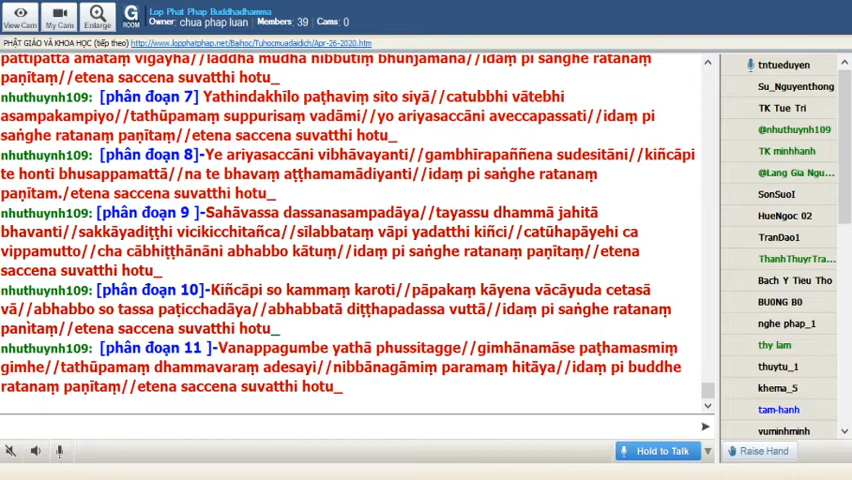 Lop Phat Phap Buddhadhamma
Owner: chua phap luan Members: 39 Cams: 0
View Cam My Cam Enlarge G ROOM
PHẬT GIÁO VÀ KHOA HỌC (tiếp theo) http://www.lopphatphap.net/Baihoc/Tuhocmuadaidich/Apr-26-2020.htm
pattipattā amataṃ vigayha//laddhā mudhā nibbutiṃ bhuñjamānā//idaṃ pi saṅghe ratanaṃ
paṇītaṃ//etena saccena suvatthi hotu_
nhuthuynh109: [phân đoạn 7] Yathindakhīlo paṭhaviṃ sito siyā//catubbhi vātebhi
asampakampiyo//tathūpamaṃ suppurisaṃ vadāmi//yo ariyasaccāni aveccapassati//idaṃ pi
saṅghe ratanaṃ paṇītaṃ//etena saccena suvatthi hotu_
nhuthuynh109: [phân đoạn 8]-Ye ariyasaccāni vibhāvayanti//gambhīrapaññena sudesitāni//kiñcāpi
te honti bhusappamattā//na te bhavaṃ aṭṭhamamādiyanti//idaṃ pi saṅghe ratanaṃ
paṇītam./etena saccena suvatthi hotu_
nhuthuynh109: [phân đoạn 9 ]-Sahāvassa dassanasampadāya//tayassu dhammā jahitā
bhavanti//sakkāyadiṭṭhi vicikicchitañca//sīlabbataṃ vāpi yadatthi kiñci//catūhapāyehi ca
vippamutto//cha cābhiṭṭhānāni abhabbo kātuṃ//idaṃ pi saṅghe ratanaṃ paṇītaṃ//etena
saccena suvatthi hotu_
nhuthuynh109: [phân đoạn 10]-Kiñcāpi so kammaṃ karoti//pāpakaṃ kāyena vācāyuda cetasā
vā//abhabbo so tassa paṭicchadāya//abhabbatā diṭṭhapadassa vuttā//idaṃ pi saṅghe ratanaṃ
paṇītaṃ//etena saccena suvatthi hotu_
nhuthuynh109: [phân đoạn 11 ]-Vanappagumbe yathā phussitagge//gimhānamāse paṭhamasmiṃ
gimhe//tathūpamaṃ dhammavaraṃ adesayi//nibbānagāmiṃ paramaṃ hitāya//idaṃ pi buddhe
ratanaṃ paṇītaṃ//etena saccena suvatthi hotu_
tntueduyen
Su_Nguyenthong
TK Tue Tri
@nhuthuynh109
TK minhhanh
@Lang Gia Ngu...
SonSuoI
HueNgoc 02
TranDao1
ThanhThuyrTra...
Bach Y Tieu Tho
BU0NG B0
nghe phap_1
thy lam
thuytu_1
khema_5
tam-hanh
vuminhminh
Hold to Talk
Raise Hand